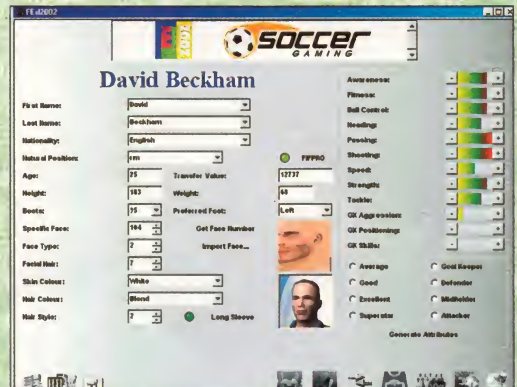 FEd2002
2002
soccer
GAMING
David Beckham
First Name: David
Last Name: Beckham
Nationality: English
Natural Position: cm
FIFPRO
Age: 25 Transfer Value: 12737
Height: 183 Weight: 68
Boots: 75 Preferred Foot: Left
Specific Face: 104 Get Face Number
Face Type: 2 Import Face...
Facial Hair: 7
Skin Colour: White
Hair Colour: Blond
Hair Style: 2 Long Sleeve
Awareness:
Fitness:
Ball Control:
Heading:
Passing:
Shooting:
Speed:
Strength:
Tackle:
GK Aggression:
GK Positioning:
GK Skills:
Average Goal Keeper
Good Defender
Excellent Midfielder
Superstar Attacker
Generate Attributes